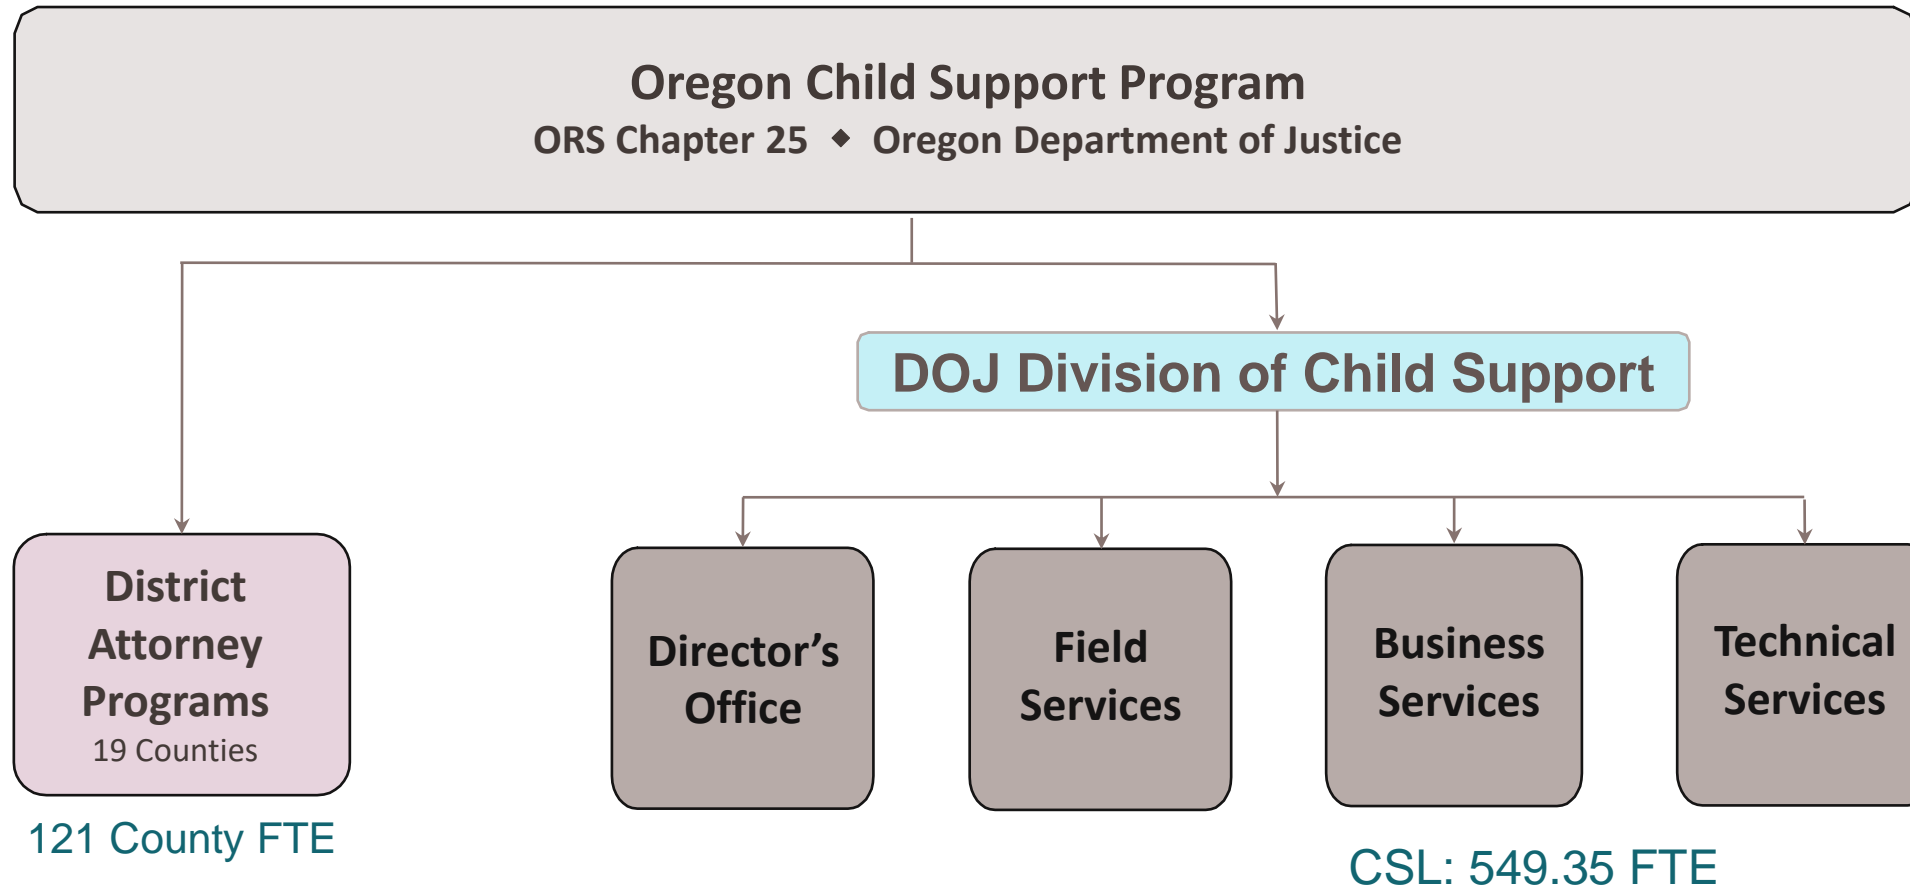 Oregon Child Support Program
ORS Chapter 25 ◆ Oregon Department of Justice
DOJ Division of Child Support
District
Attorney
Programs
19 Counties
121 County FTE
Director’s
Office
Field
Services
Business
Services
Technical
Services
CSL: 549.35 FTE